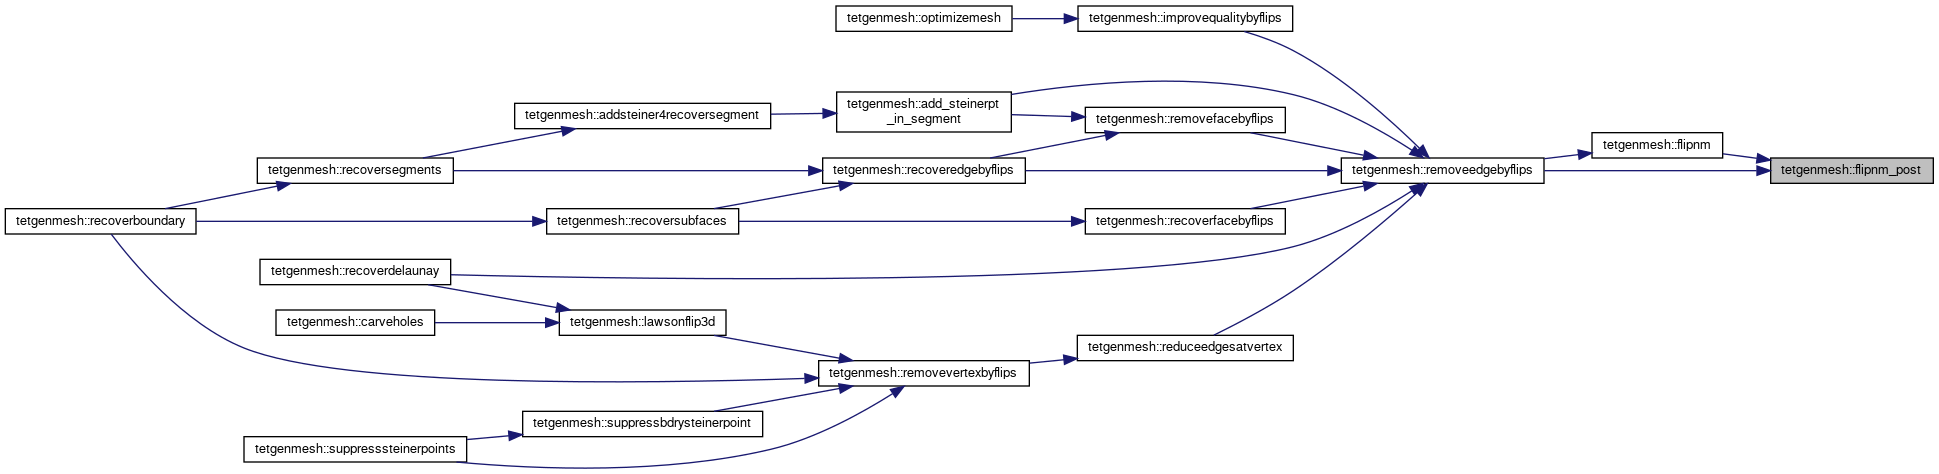 tetgenmesh::optimizemesh
tetgenmesh::improvequalitybyflips
tetgenmesh::add_steinerpt
_in_segment
tetgenmesh::addsteiner4recoversegment
tetgenmesh::removefacebyflips
tetgenmesh::flipnm
tetgenmesh::recoversegments
tetgenmesh::recoveredgebyflips
tetgenmesh::removeedgebyflips
tetgenmesh::flipnm_post
tetgenmesh::recoverboundary
tetgenmesh::recoversubfaces
tetgenmesh::recoverfacebyflips
tetgenmesh::recoverdelaunay
tetgenmesh::carveholes
tetgenmesh::lawsonflip3d
tetgenmesh::reduceedgesatvertex
tetgenmesh::removevertexbyflips
tetgenmesh::suppressbdrysteinerpoint
tetgenmesh::suppresssteinerpoints